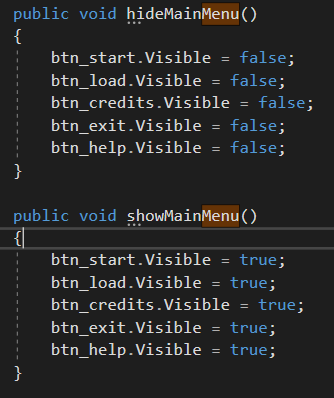 public void hideMainMenu()
{
    btn_start.Visible = false;
    btn_load.Visible = false;
    btn_credits.Visible = false;
    btn_exit.Visible = false;
    btn_help.Visible = false;
}

public void showMainMenu()
{
    btn_start.Visible = true;
    btn_load.Visible = true;
    btn_credits.Visible = true;
    btn_exit.Visible = true;
    btn_help.Visible = true;
}